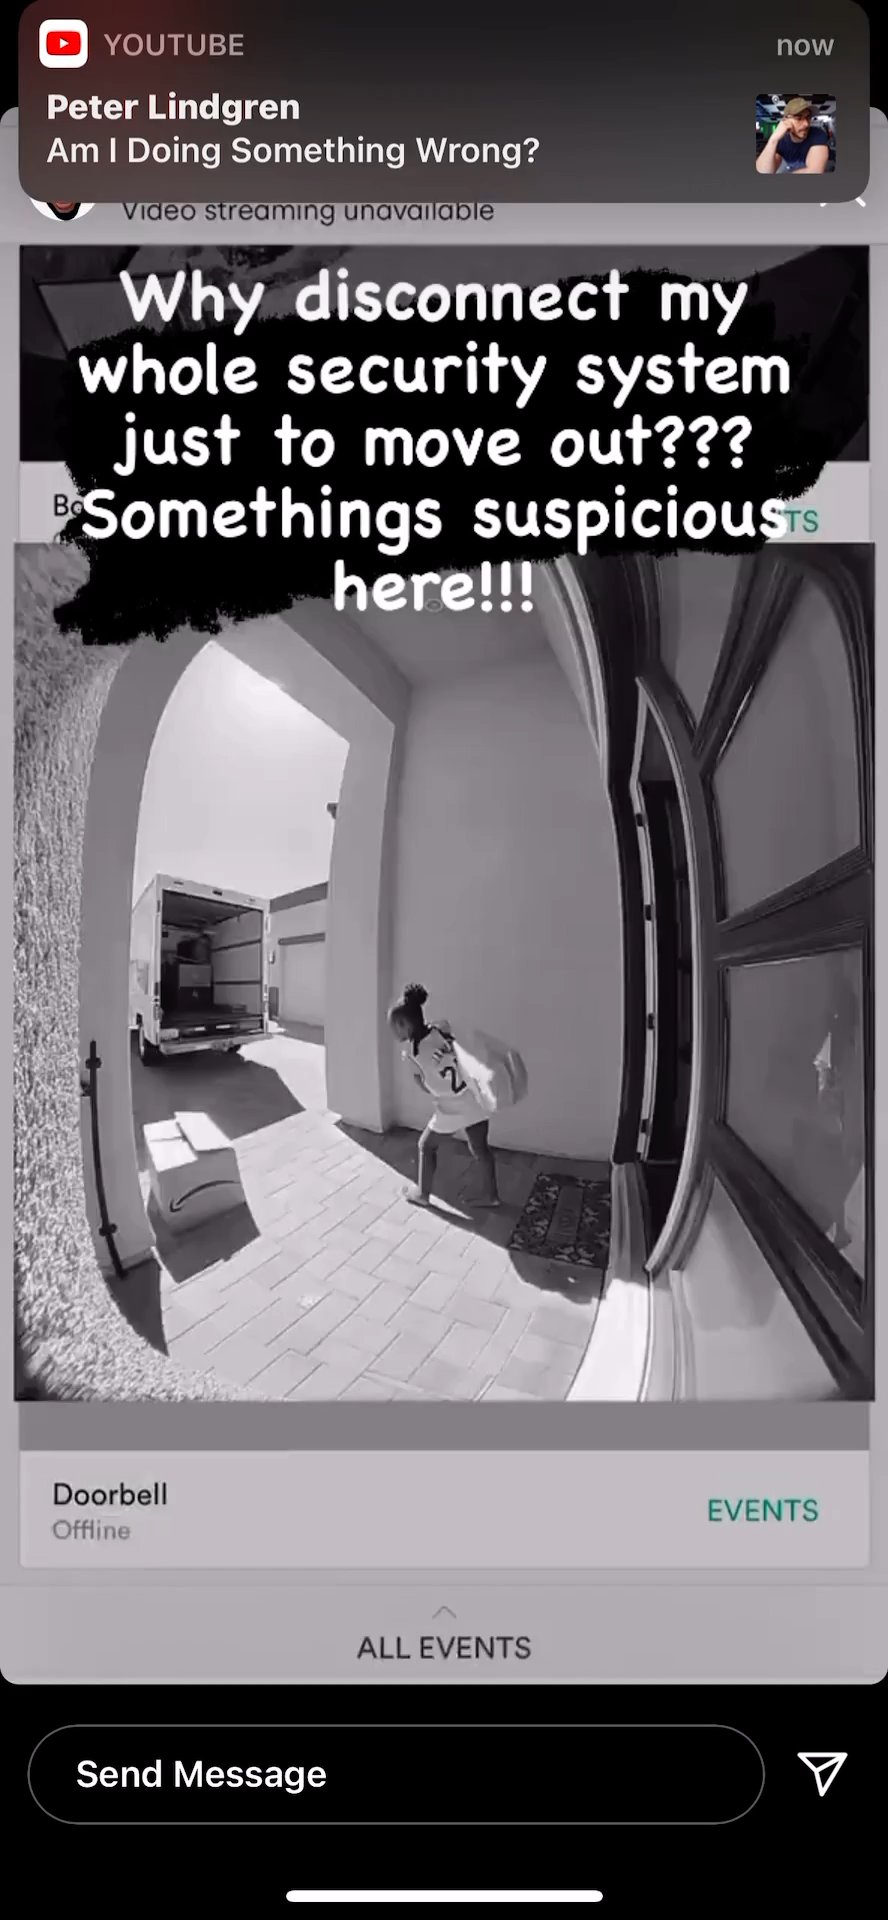 YOUTUBE
now
Peter Lindgren
Am I Doing Something Wrong?
Video streaming unavailable
Why disconnect my
whole security system
just to move out???
Somethings suspicious
here!!!
Doorbell
Offline
EVENTS
ALL EVENTS
Send Message
2